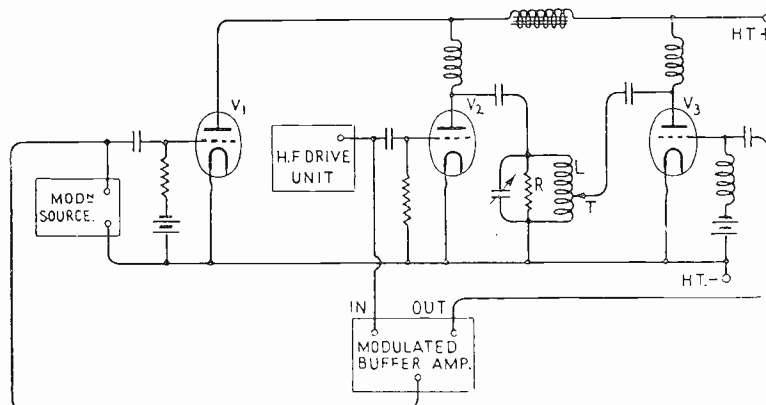 HT+
V1
V2
V3
H.F DRIVE
UNIT
MODN
SOURCE.
R
L
T
HT.-
IN
OUT
MODULATED
BUFFER AMP.